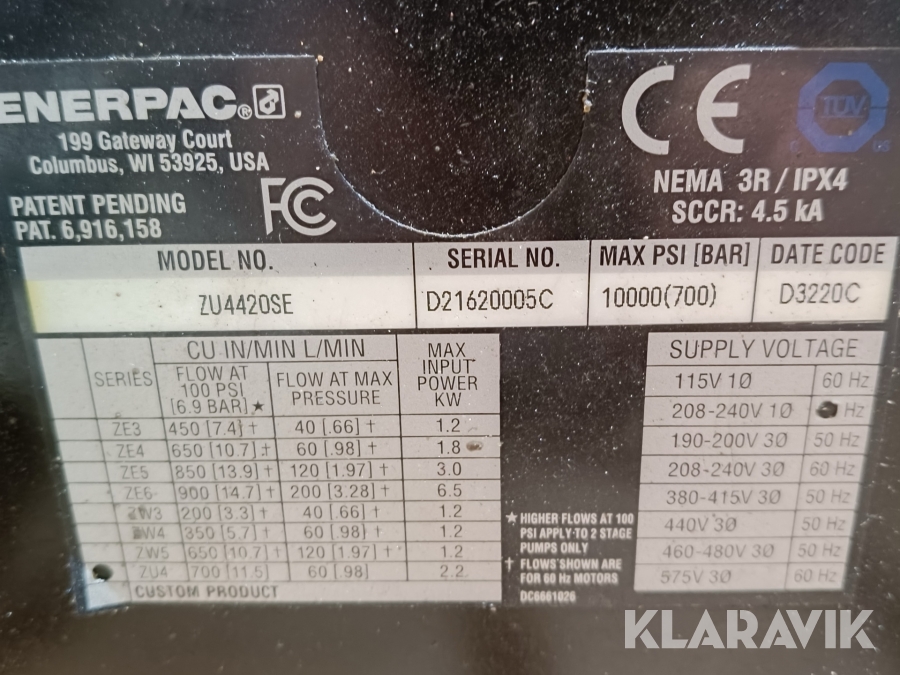 ENERPAC®
199 Gateway Court
Columbus, WI 53925, USA
PATENT PENDING
PAT. 6,916,158
FC
CE
TÜV
GS
NEMA 3R / IPX4
SCCR: 4.5 kA
MODEL NO. SERIAL NO. MAX PSI [BAR] DATE CODE
ZU4420SE D21620005C 10000(700) D3220C
SERIES CU IN/MIN L/MIN MAX INPUT POWER KW
FLOW AT 100 PSI [6.9 BAR]★ FLOW AT MAX PRESSURE
ZE3 450 [7.4] † 40 [.66] † 1.2
ZE4 650 [10.7] † 60 [.98] † 1.8
ZE5 850 [13.9] † 120 [1.97] † 3.0
ZE6 900 [14.7] † 200 [3.28] † 6.5
ZW3 200 [3.3] † 40 [.66] † 1.2
ZW4 350 [5.7] † 60 [.98] † 1.2
ZW5 650 [10.7] † 120 [1.97] † 1.2
ZU4 700 [11.5] 60 [.98] 2.2
CUSTOM PRODUCT
★ HIGHER FLOWS AT 100
PSI APPLY TO 2 STAGE
PUMPS ONLY
† FLOWS SHOWN ARE
FOR 60 Hz MOTORS
DC6661026
SUPPLY VOLTAGE
115V 1Ø 60 Hz
208-240V 1Ø Hz
190-200V 3Ø 50 Hz
208-240V 3Ø 60 Hz
380-415V 3Ø 50 Hz
440V 3Ø 50 Hz
460-480V 3Ø 50 Hz
575V 3Ø 60 Hz
KLARAVIK